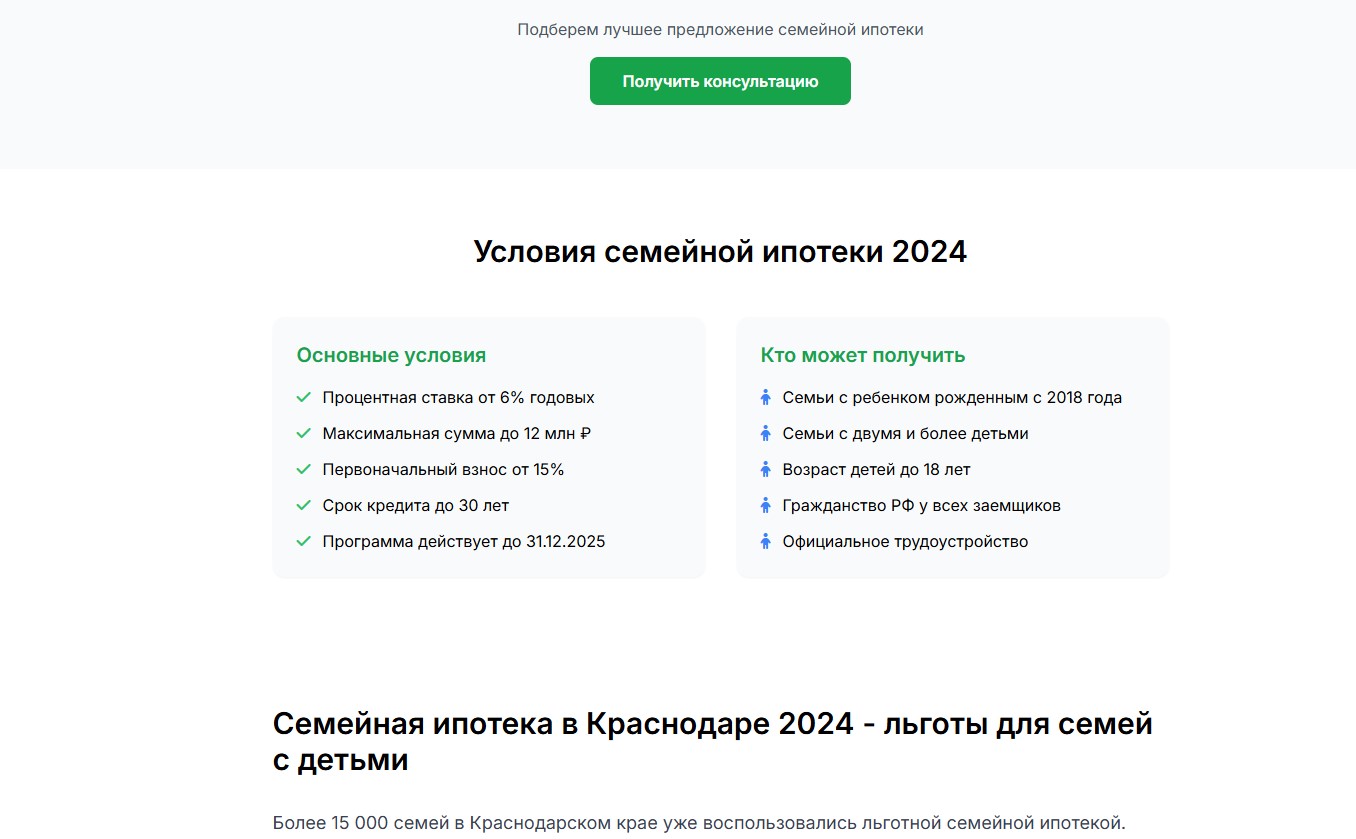 Подберем лучшее предложение семейной ипотеки
Получить консультацию
Условия семейной ипотеки 2024
Основные условия
Процентная ставка от 6% годовых
Максимальная сумма до 12 млн ₽
Первоначальный взнос от 15%
Срок кредита до 30 лет
Программа действует до 31.12.2025
Кто может получить
Семьи с ребенком рожденным с 2018 года
Семьи с двумя и более детьми
Возраст детей до 18 лет
Гражданство РФ у всех заемщиков
Официальное трудоустройство
Семейная ипотека в Краснодаре 2024 - льготы для семей
с детьми
Более 15 000 семей в Краснодарском крае уже воспользовались льготной семейной ипотекой.